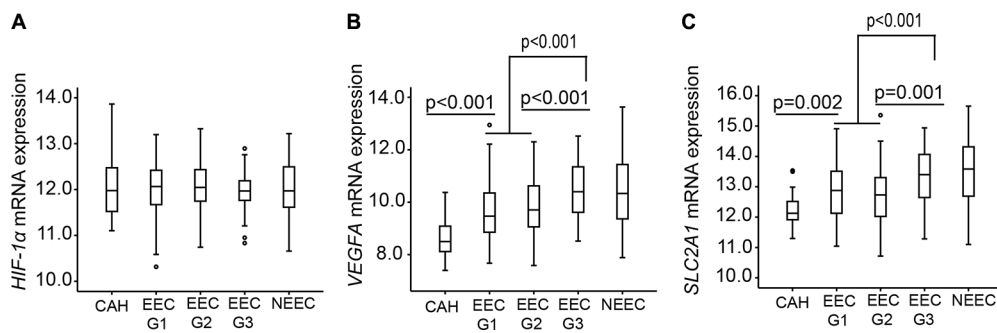 A
HIF-1α mRNA expression
14.0
13.0
12.0
11.0
10.0
CAH
EEC G1
EEC G2
EEC G3
NEEC
B
VEGFA mRNA expression
p<0.001
p<0.001
p<0.001
14.0
12.0
10.0
8.0
CAH
EEC G1
EEC G2
EEC G3
NEEC
C
SLC2A1 mRNA expression
p<0.001
p=0.002
p=0.001
16.0
15.0
14.0
13.0
12.0
11.0
10.0
CAH
EEC G1
EEC G2
EEC G3
NEEC